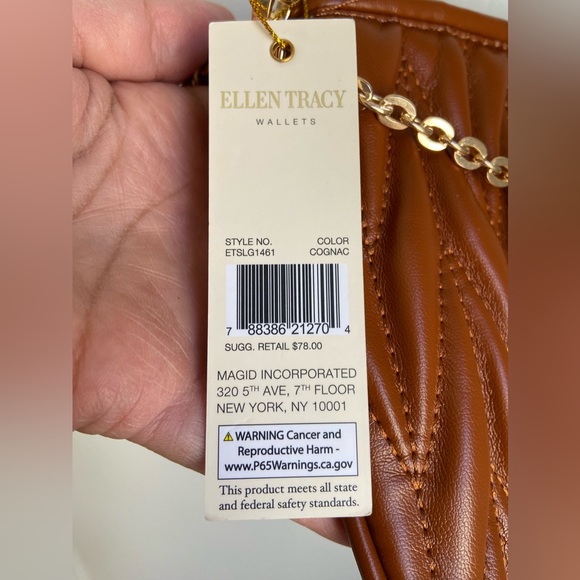 ELLEN TRACY
WALLETS
STYLE NO. COLOR
ETSLG1461 COGNAC
7 88386 21270 4
SUGG. RETAIL $78.00
MAGID INCORPORATED
320 5TH AVE, 7TH FLOOR
NEW YORK, NY 10001
⚠ WARNING Cancer and
Reproductive Harm -
www.P65Warnings.ca.gov
This product meets all state
and federal safety standards.